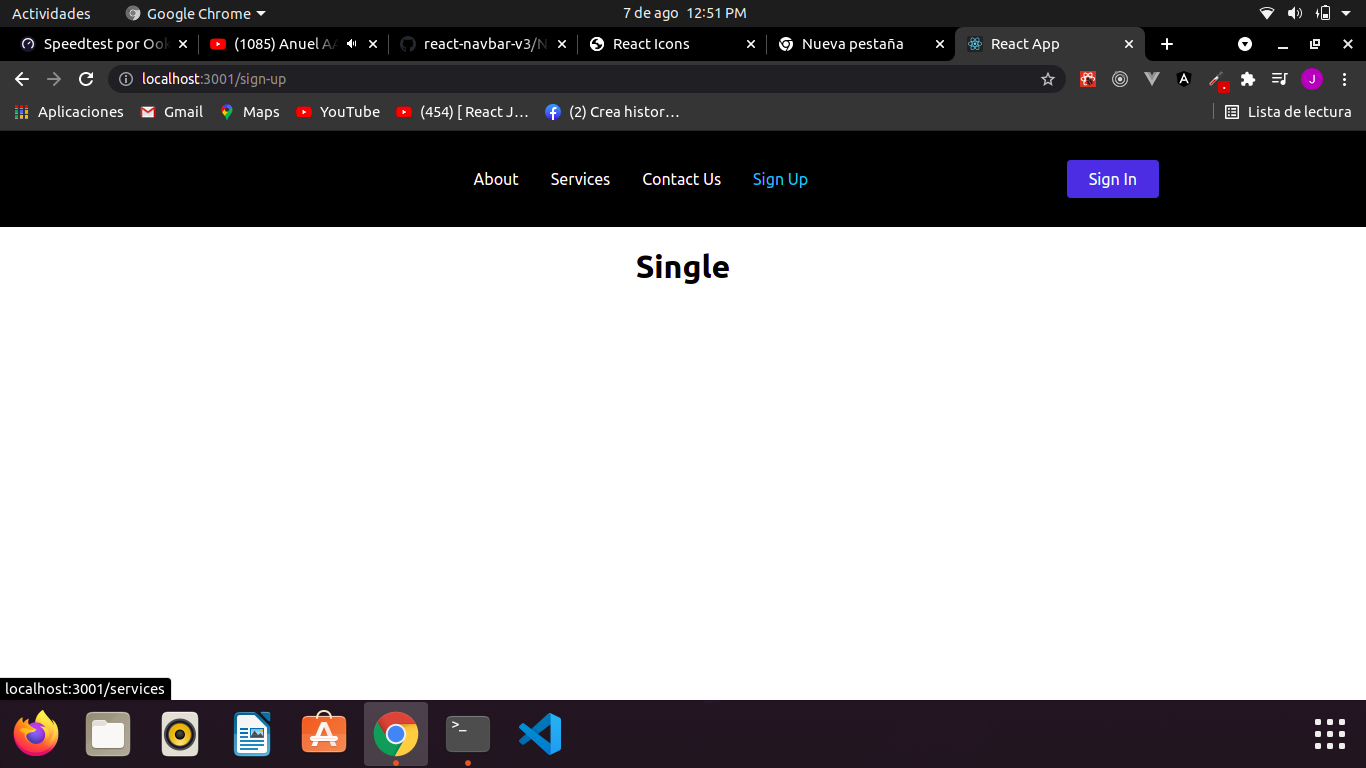 Actividades Google Chrome 7 de ago 12:51 PM
Speedtest por Ook (1085) Anuel AA react-navbar-v3/N React Icons Nueva pestaña React App
localhost:3001/sign-up
Aplicaciones Gmail Maps YouTube (454) [ React J… (2) Crea histor… Lista de lectura
About Services Contact Us Sign Up Sign In
Single
localhost:3001/services